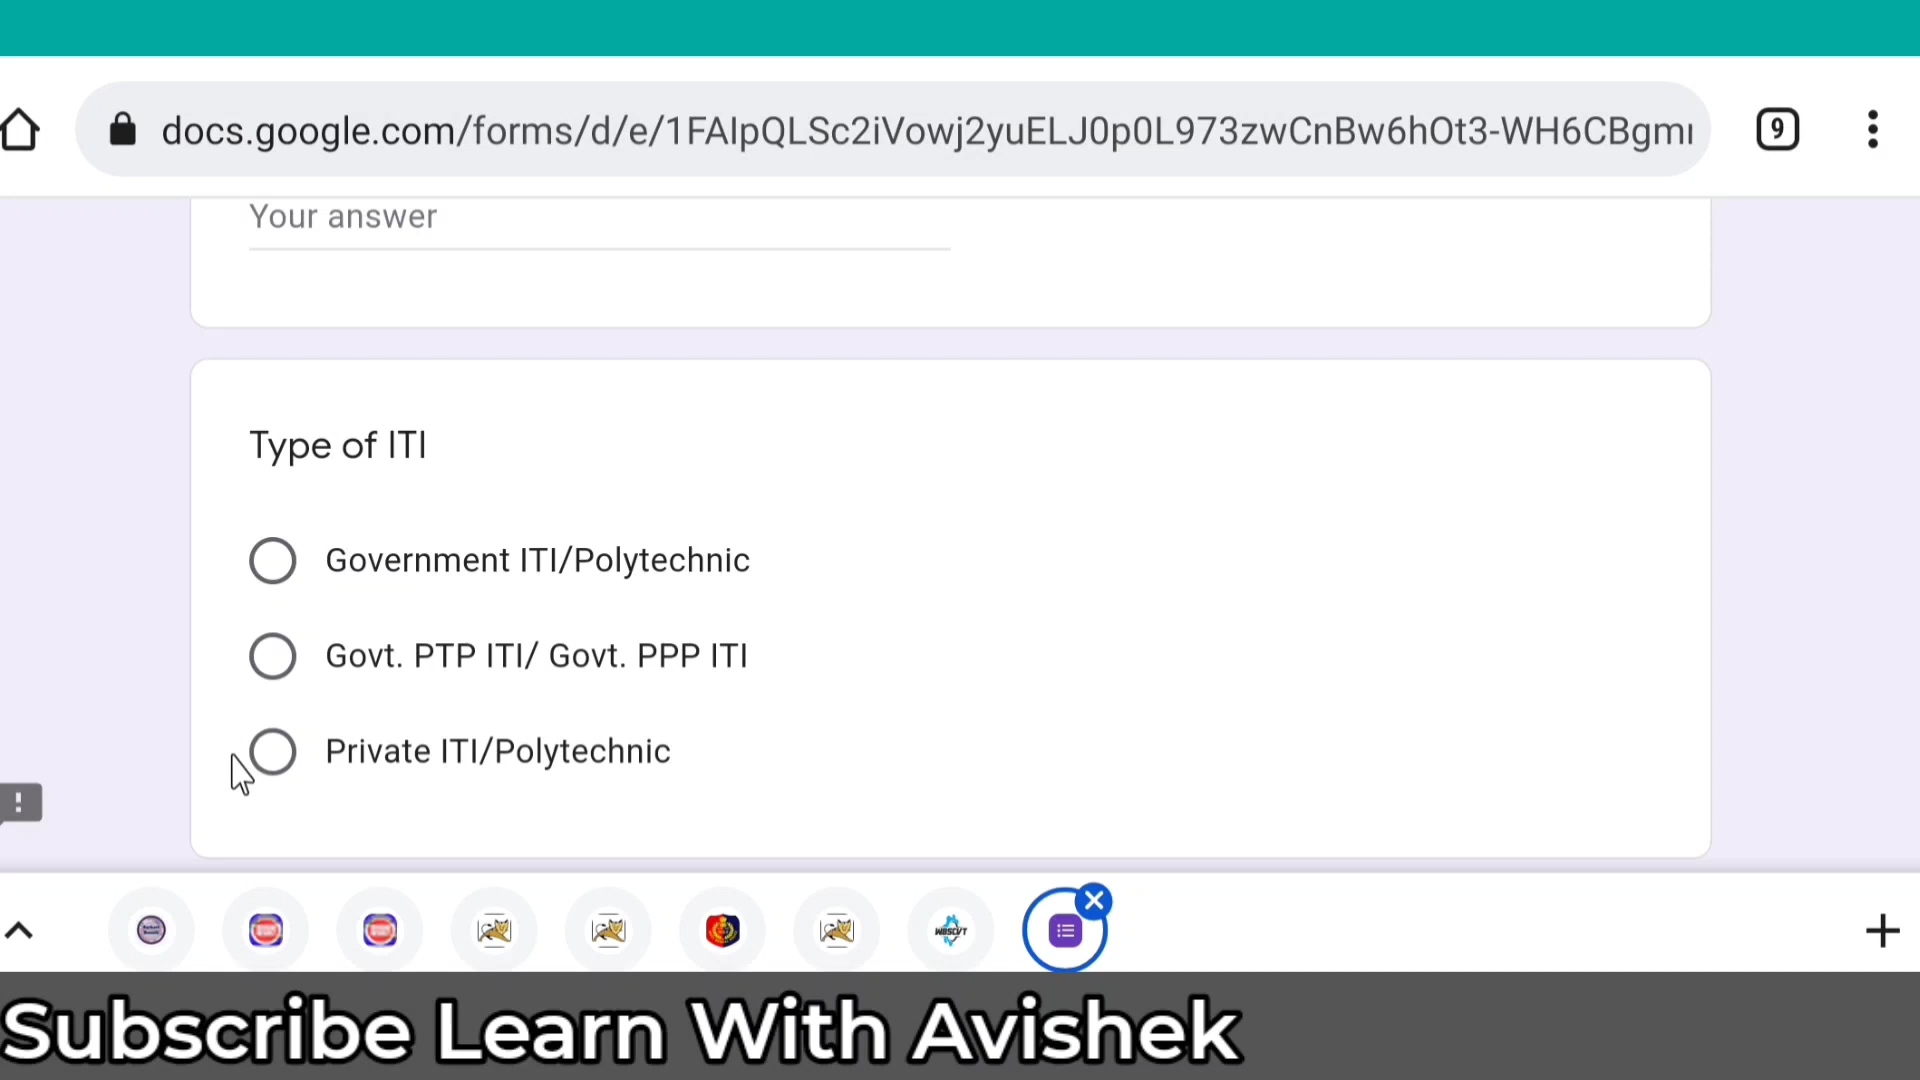 docs.google.com/forms/d/e/1FAIpQLSc2iVowj2yuELJ0p0L973zwCnBw6hOt3-WH6CBgmı
9
Your answer
Type of ITI
Government ITI/Polytechnic
Govt. PTP ITI/ Govt. PPP ITI
Private ITI/Polytechnic
!
WBSCVT
Subscribe Learn With Avishek